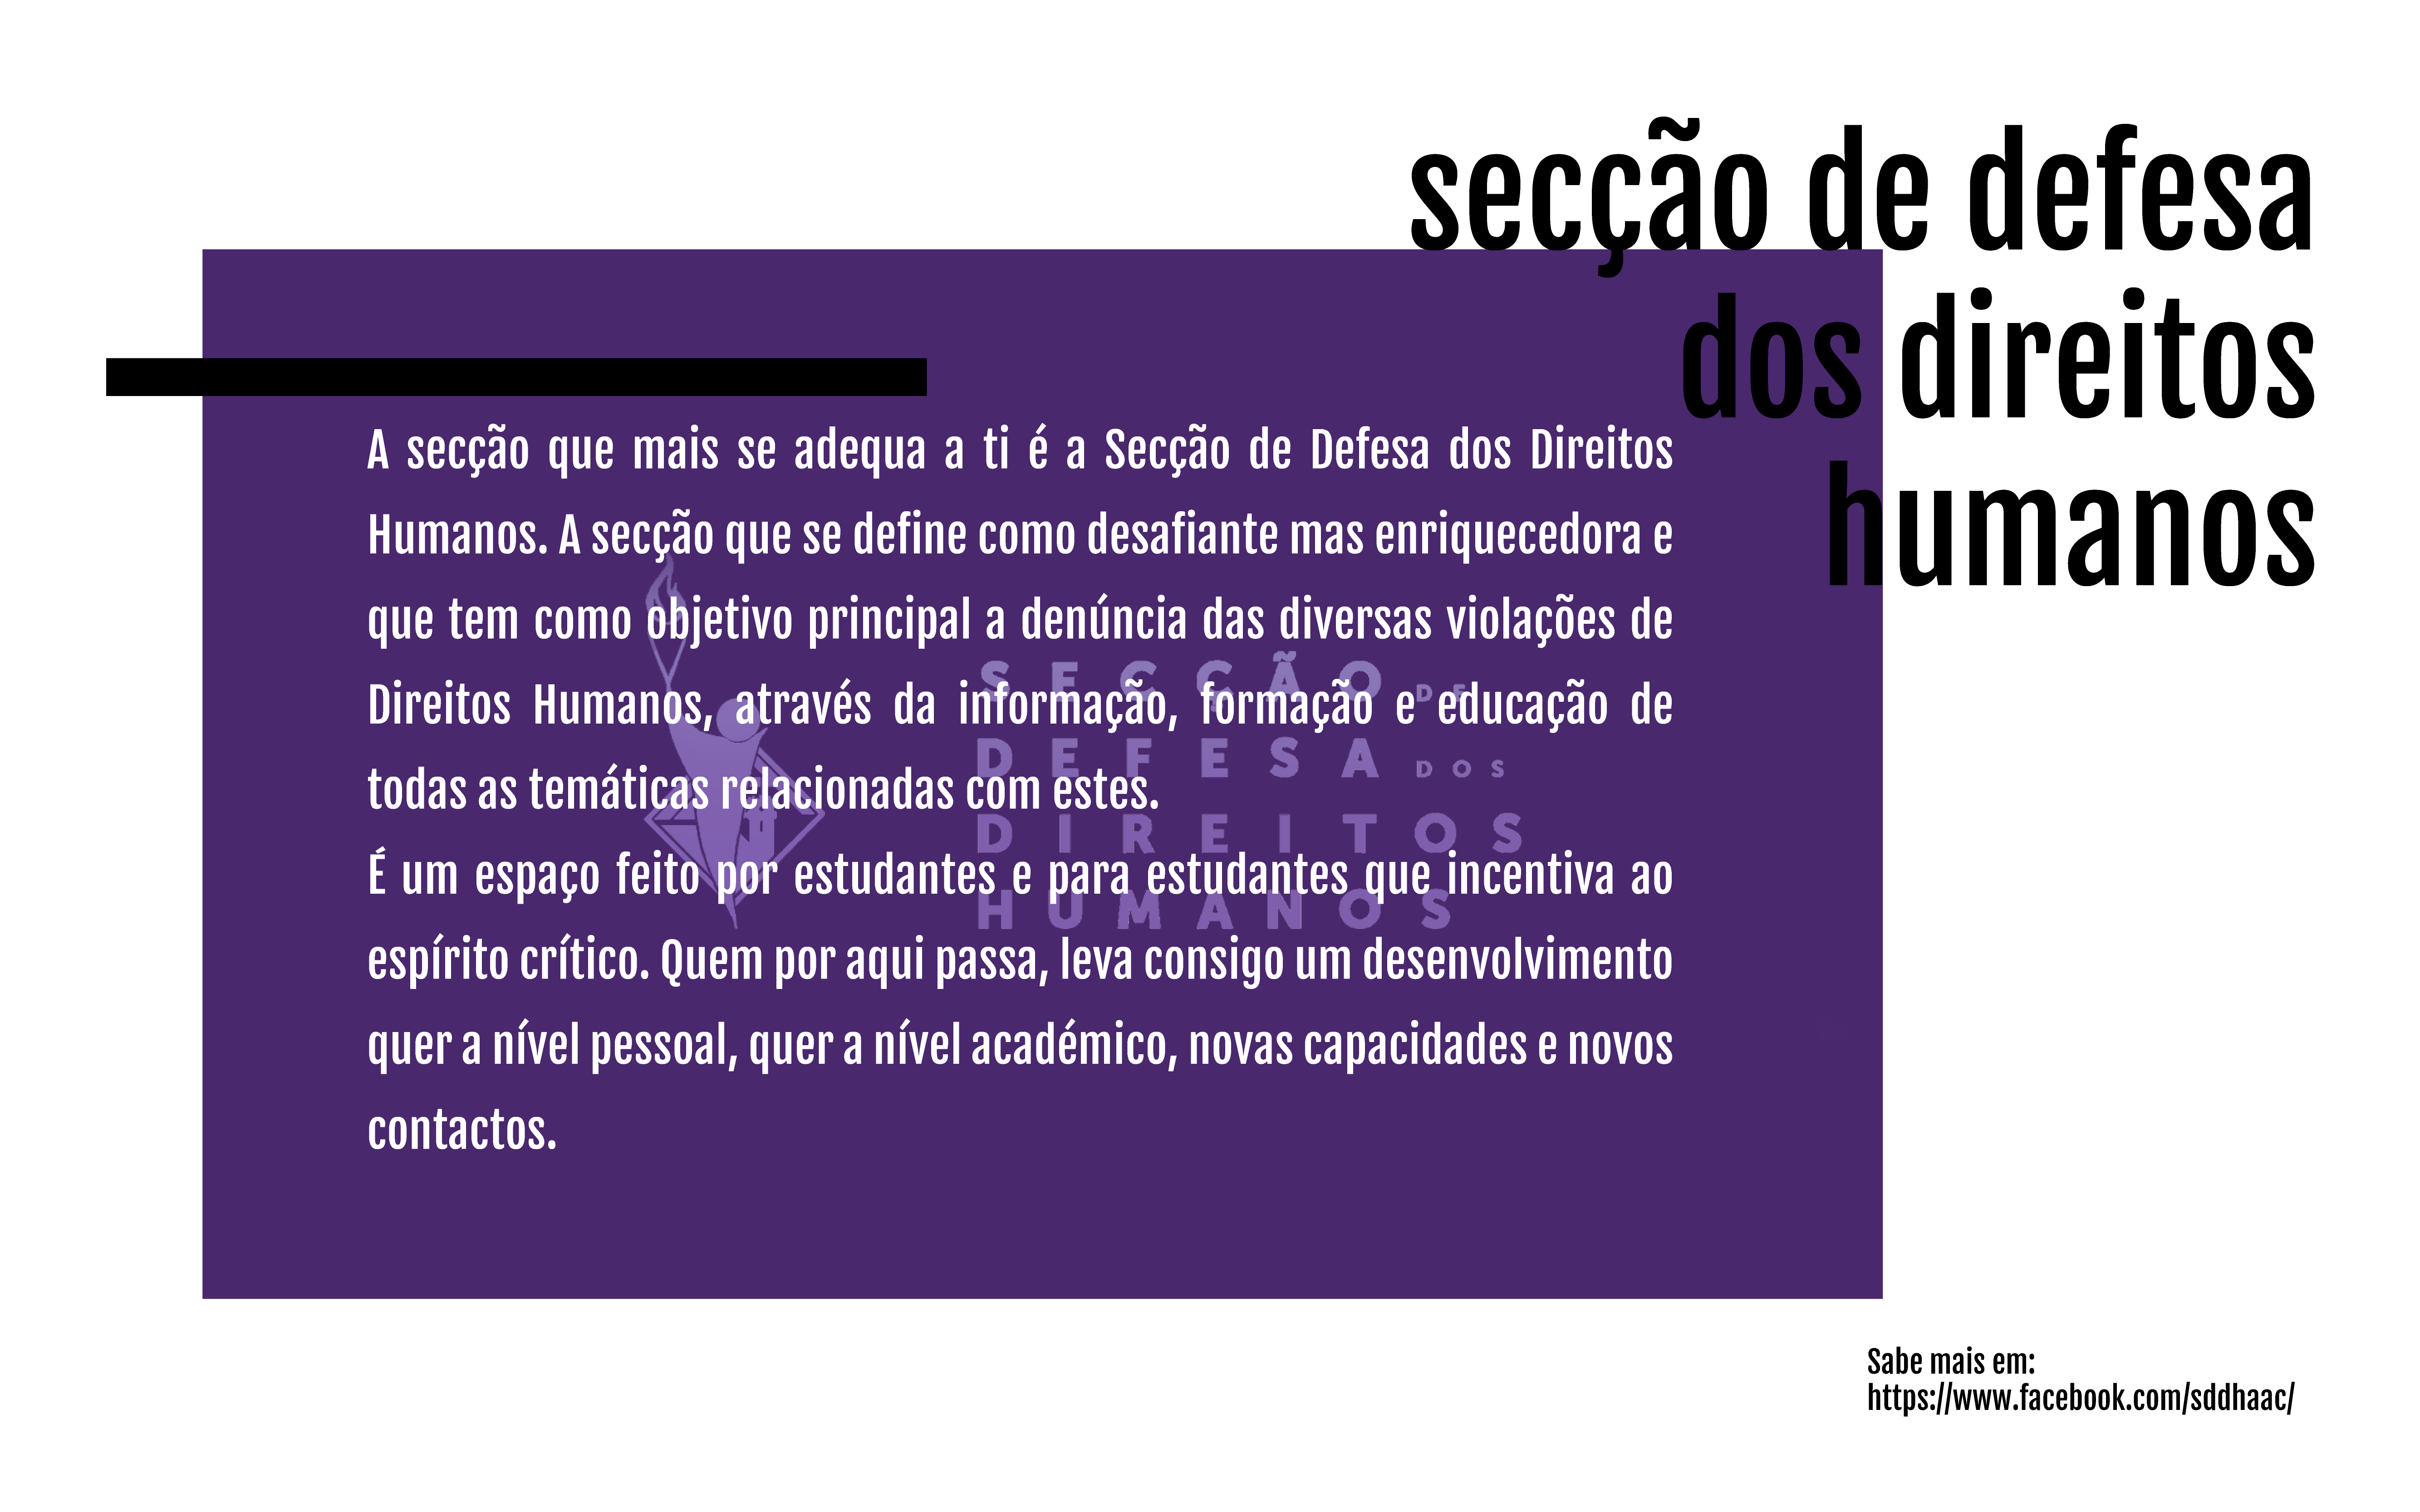 secção de defesa
dos direitos
humanos
A secção que mais se adequa a ti é a Secção de Defesa dos Direitos
Humanos. A secção que se define como desafiante mas enriquecedora e
que tem como objetivo principal a denúncia das diversas violações de
Direitos Humanos, através da informação, formação e educação de
todas as temáticas relacionadas com estes.
É um espaço feito por estudantes e para estudantes que incentiva ao
espírito crítico. Quem por aqui passa, leva consigo um desenvolvimento
quer a nível pessoal, quer a nível académico, novas capacidades e novos
contactos.
SECÇÃO DE
DEFESA DOS
DIREITOS
HUMANOS
Sabe mais em:
https://www.facebook.com/sddhaac/